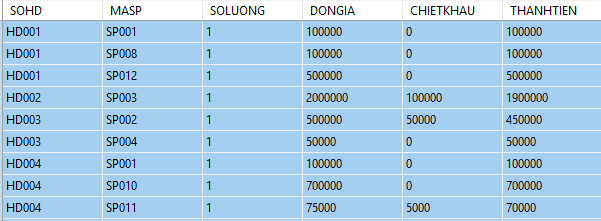 SOHD MASP SOLUONG DONGIA CHIETKHAU THANHTIEN
HD001 SP001 1 100000 0 100000
HD001 SP008 1 100000 0 100000
HD001 SP012 1 500000 0 500000
HD002 SP003 1 2000000 100000 1900000
HD003 SP002 1 500000 50000 450000
HD003 SP004 1 50000 0 50000
HD004 SP001 1 100000 0 100000
HD004 SP010 1 700000 0 700000
HD004 SP011 1 75000 5000 70000